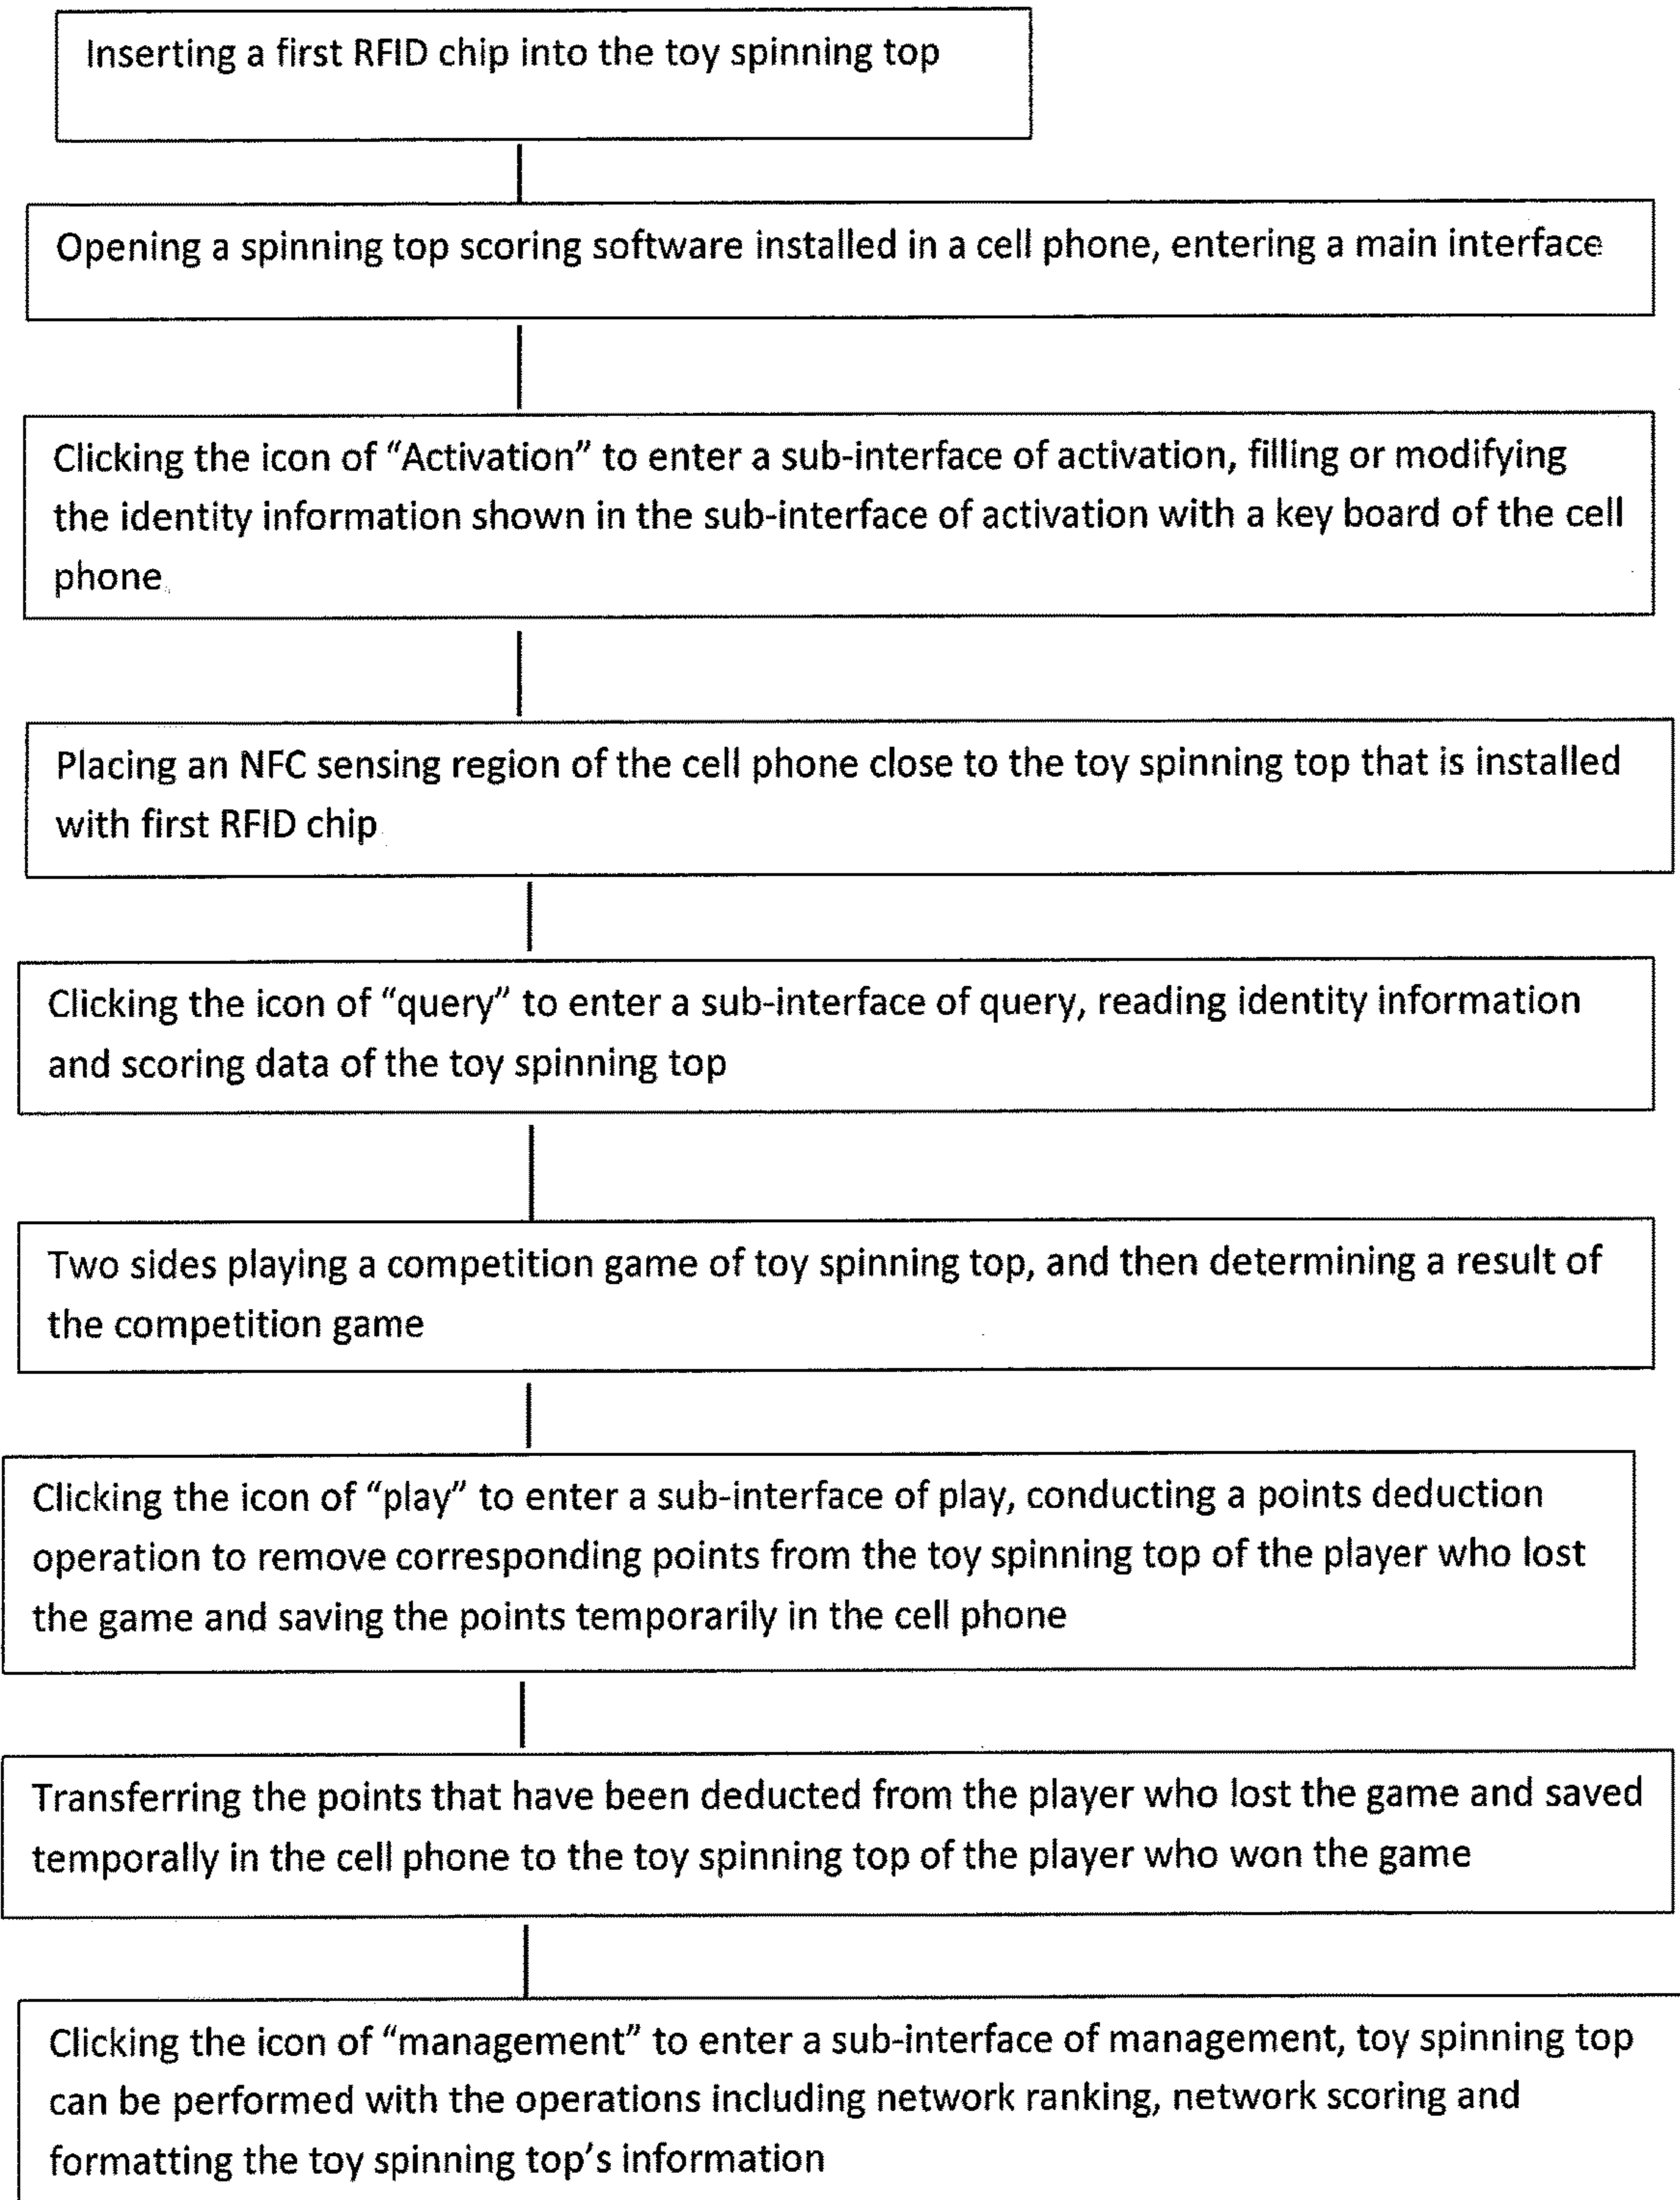 Inserting a first RFID chip into the toy spinning top
Opening a spinning top scoring software installed in a cell phone, entering a main interface
Clicking the icon of “Activation” to enter a sub-interface of activation, filling or modifying
the identity information shown in the sub-interface of activation with a key board of the cell
phone
Placing an NFC sensing region of the cell phone close to the toy spinning top that is installed
with first RFID chip
Clicking the icon of “query” to enter a sub-interface of query, reading identity information
and scoring data of the toy spinning top
Two sides playing a competition game of toy spinning top, and then determining a result of
the competition game
Clicking the icon of “play” to enter a sub-interface of play, conducting a points deduction
operation to remove corresponding points from the toy spinning top of the player who lost
the game and saving the points temporarily in the cell phone
Transferring the points that have been deducted from the player who lost the game and saved
temporally in the cell phone to the toy spinning top of the player who won the game
Clicking the icon of “management” to enter a sub-interface of management, toy spinning top
can be performed with the operations including network ranking, network scoring and
formatting the toy spinning top’s information